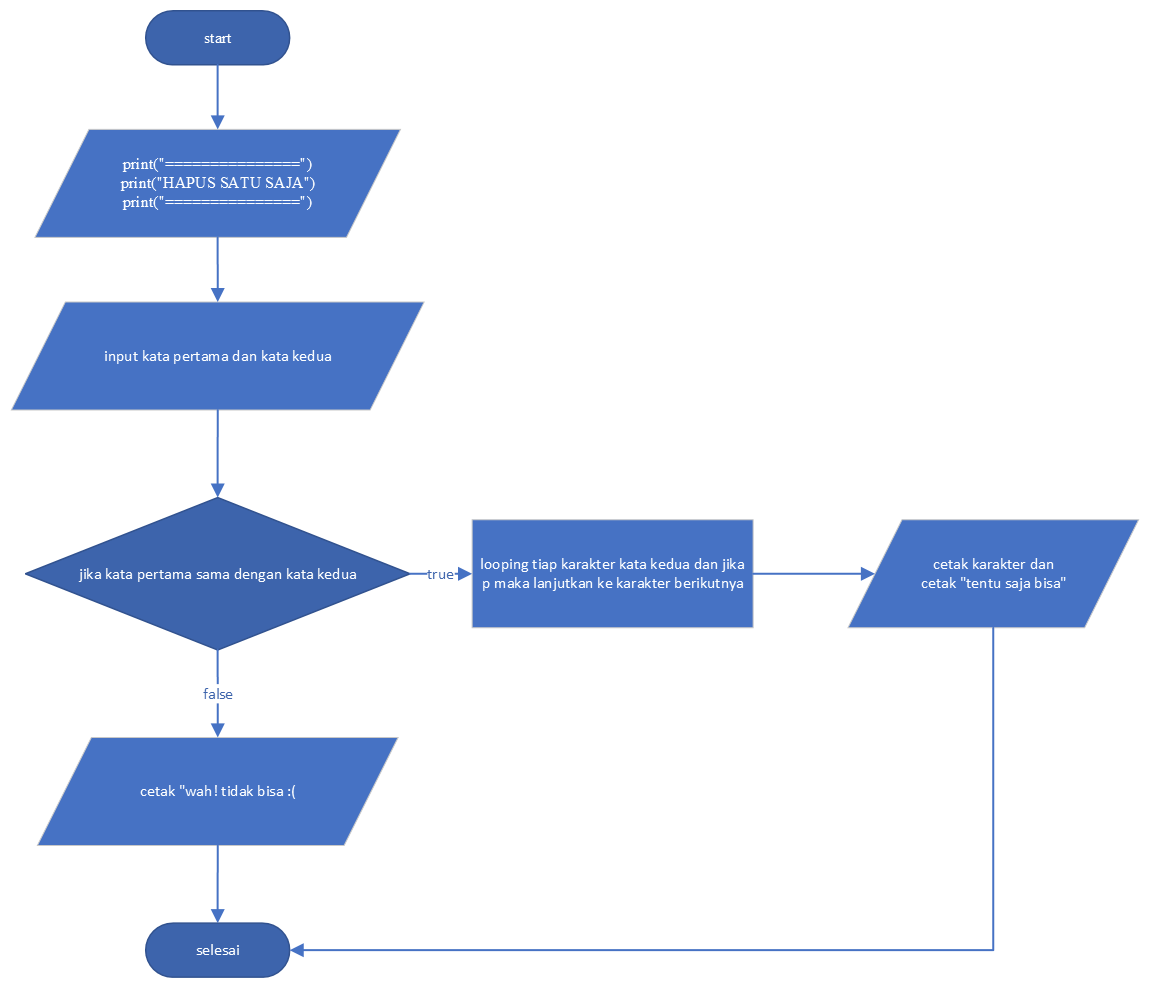 start
print("===============")
print("HAPUS SATU SAJA")
print("===============")
input kata pertama dan kata kedua
jika kata pertama sama dengan kata kedua
true
looping tiap karakter kata kedua dan jika
p maka lanjutkan ke karakter berikutnya
cetak karakter dan
cetak "tentu saja bisa"
false
cetak "wah! tidak bisa :(
selesai